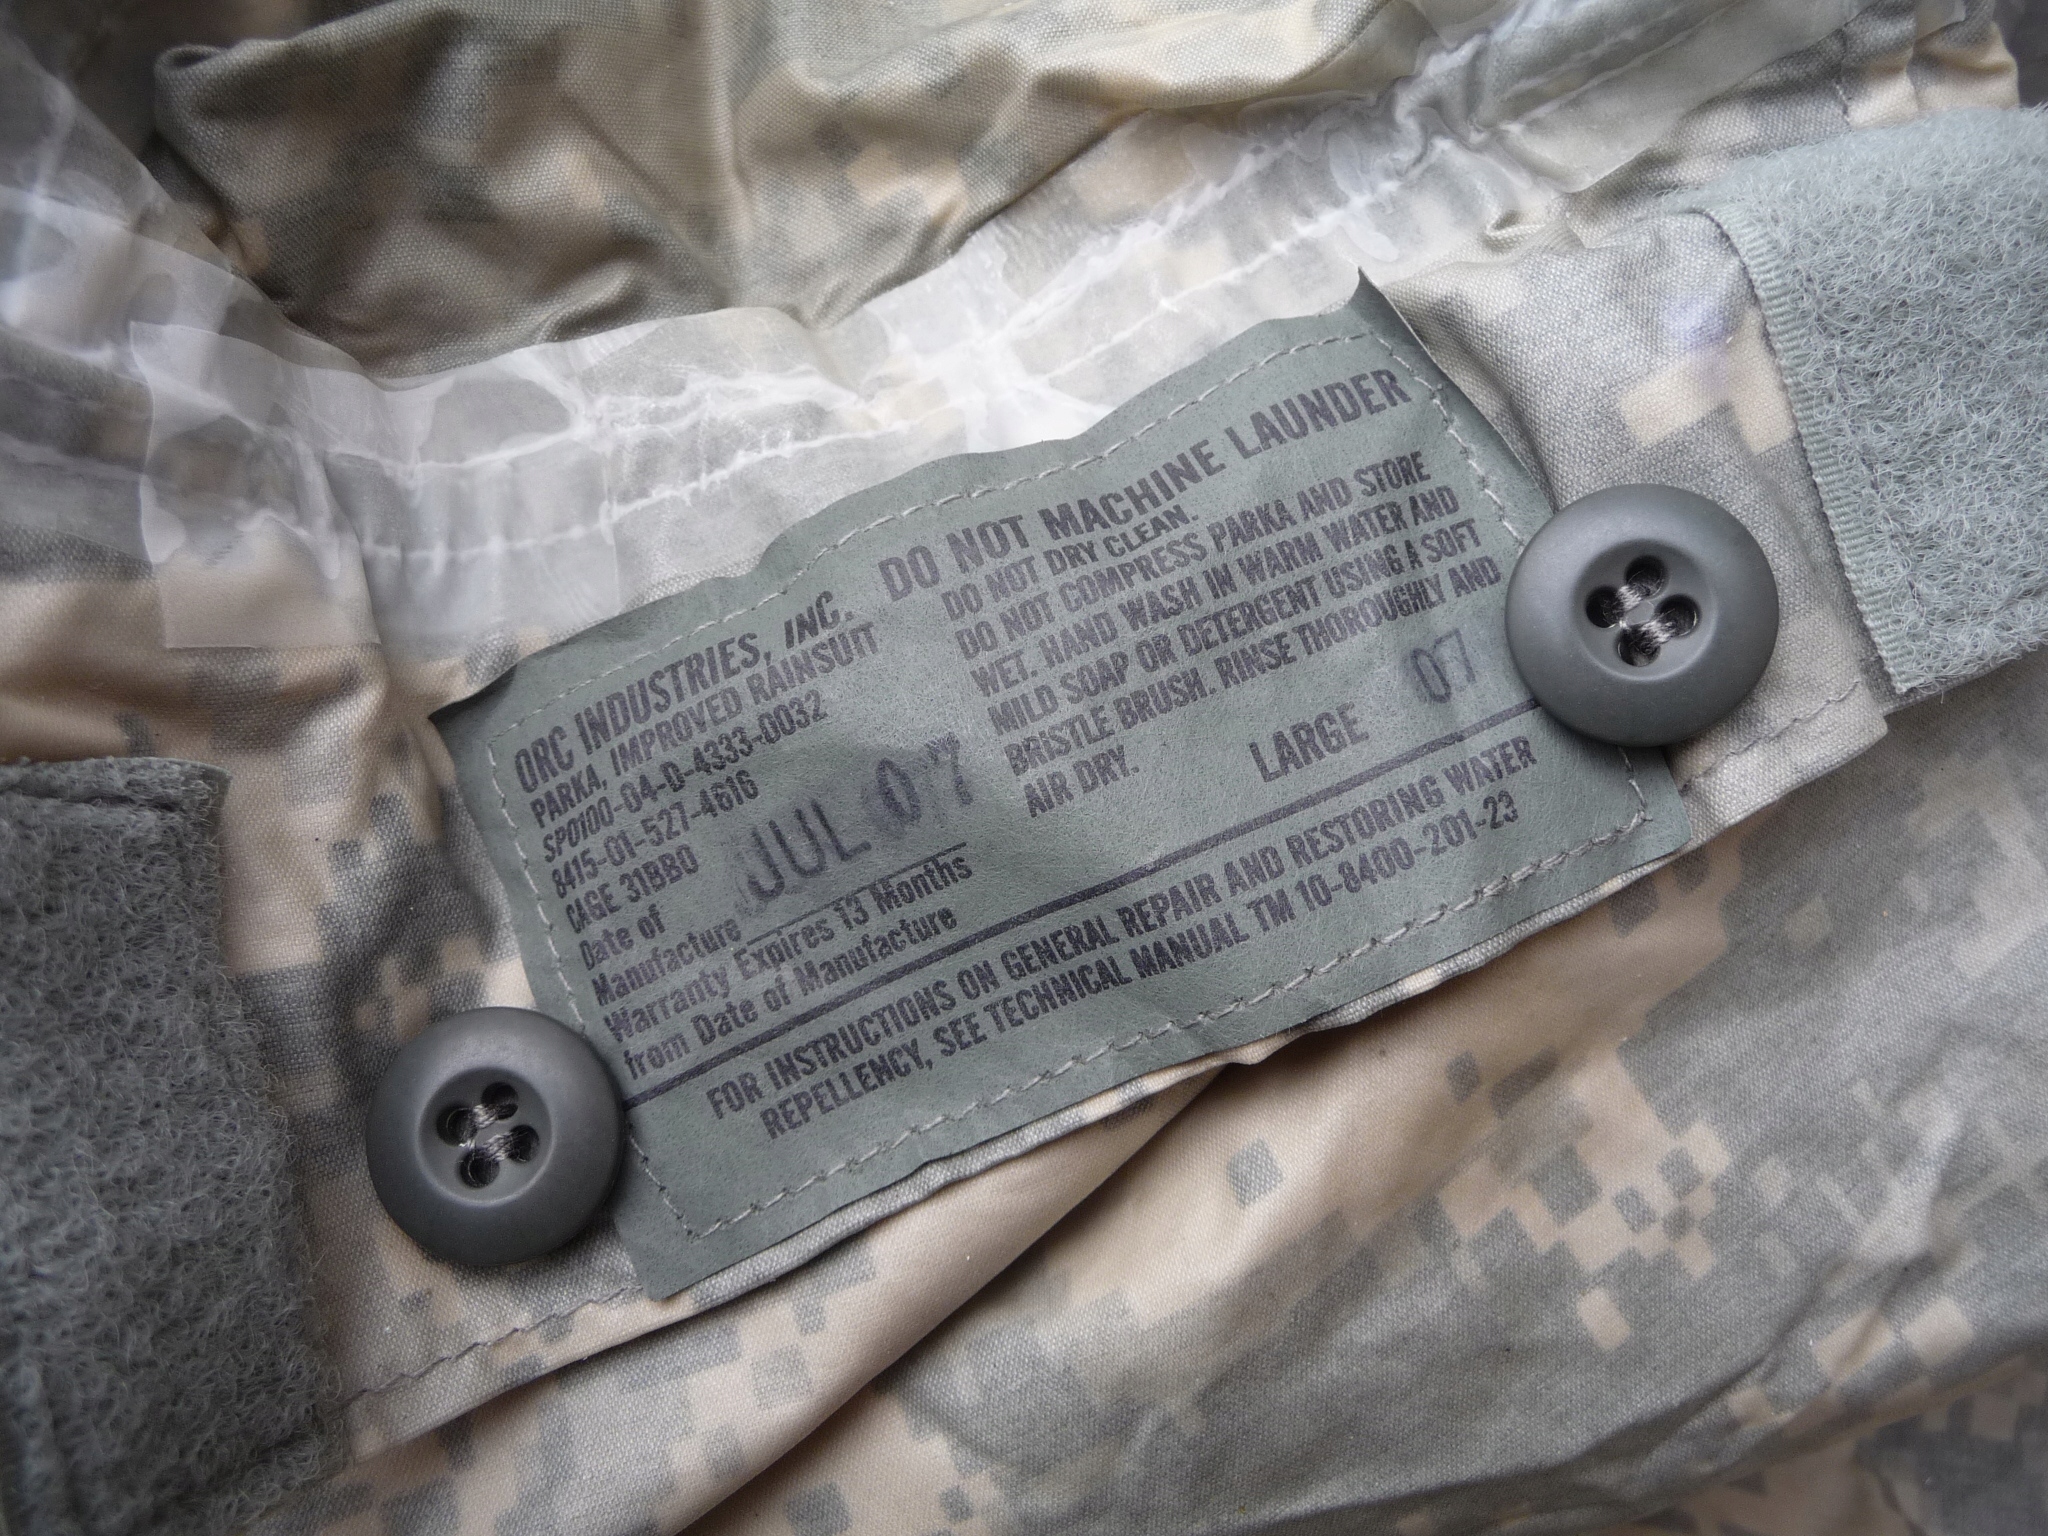 ORC INDUSTRIES, INC.
PARKA, IMPROVED RAINSUIT
SPO100-04-D-4333-0032
8415-01-527-4616
CAGE 31BB0
Date of
Manufacture JUL 07
Warranty Expires 13 Months
from Date of Manufacture
DO NOT MACHINE LAUNDER
DO NOT DRY CLEAN.
DO NOT COMPRESS PARKA AND STORE
WET. HAND WASH IN WARM WATER AND
MILD SOAP OR DETERGENT USING A SOFT
BRISTLE BRUSH. RINSE THOROUGHLY AND
AIR DRY.
LARGE 07
FOR INSTRUCTIONS ON GENERAL REPAIR AND RESTORING WATER
REPELLENCY, SEE TECHNICAL MANUAL TM 10-8400-201-23